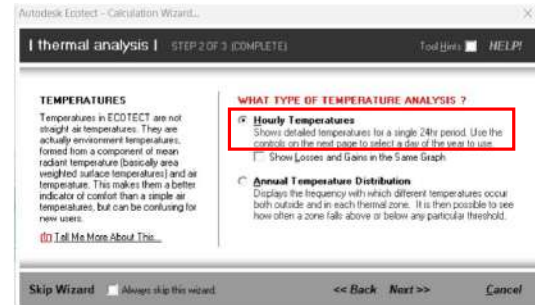 Autodesk Ecotect - Calculation Wizard...
| thermal analysis | STEP 2 OF 3 (COMPLETE)
Tool Hints
HELP!
TEMPERATURES
Temperatures in ECOTECT are not
straight air temperatures. They are
actually environment temperatures,
formed from a component of mean
radiant temperature (basically area
weighted surface temperatures) and air
temperature. This makes them a better
indicator of comfort than a simple air
temperatures, but can be confusing for
new users.
Tell Me More About This...
WHAT TYPE OF TEMPERATURE ANALYSIS ?
Hourly Temperatures
Shows detailed temperatures for a single 24hr period. Use the
controls on the next page to select a day of the year to use.
Show Losses and Gains in the Same Graph.
Annual Temperature Distribution
Displays the frequency with which different temperatures occur
both outside and in each thermal zone. It is then possible to see
how often a zone falls above or below any particular threshold.
Skip Wizard
Always skip this wizard.
<< Back
Next >>
Cancel